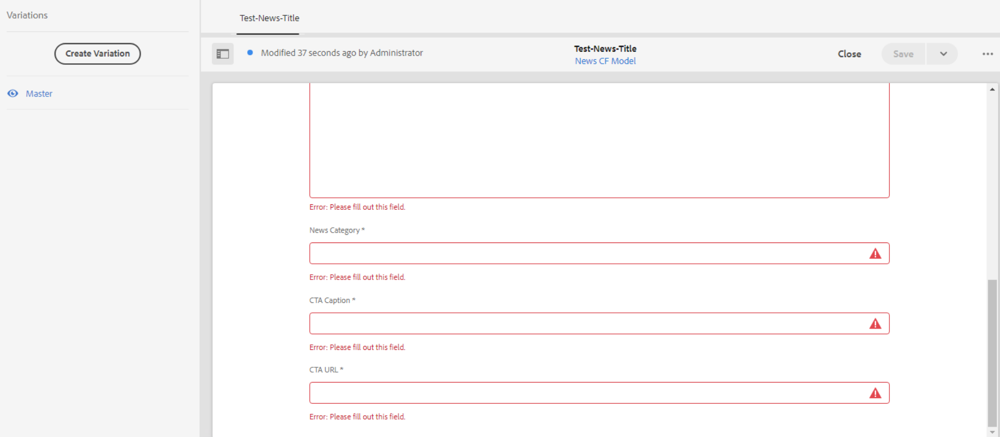 Variations
Create Variation
Master
Test-News-Title
Modified 37 seconds ago by Administrator
Test-News-Title
News CF Model
Close
Save
Error: Please fill out this field.
News Category *
Error: Please fill out this field.
CTA Caption *
Error: Please fill out this field.
CTA URL *
Error: Please fill out this field.